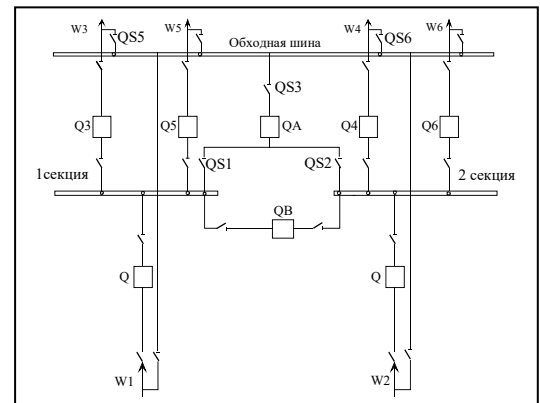 W3 QS5 W5 W4 QS6 W6
Обходная шина
QS3
Q3 Q5 QA Q4 Q6
QS1 QS2
1секция 2 секция
QB
Q Q
W1 W2